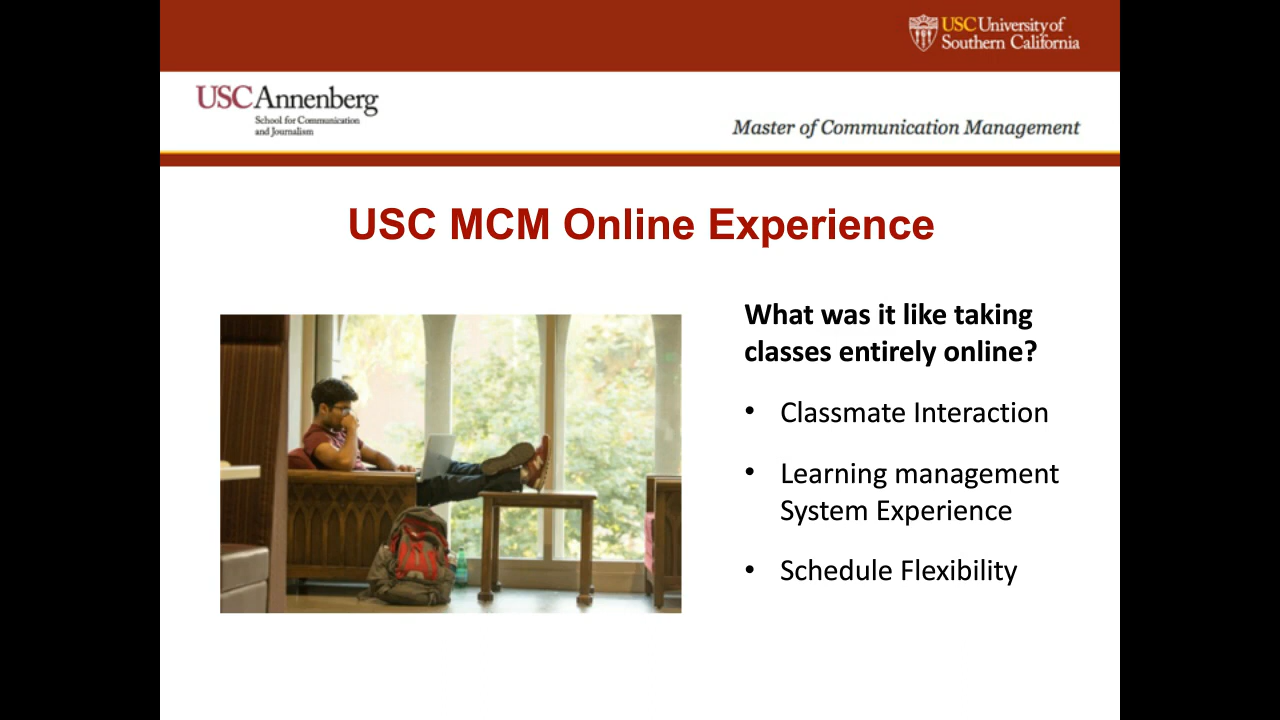 USC University of
Southern California
USC Annenberg
School for Communication
and Journalism
Master of Communication Management
USC MCM Online Experience
What was it like taking
classes entirely online?
• Classmate Interaction
• Learning management
System Experience
• Schedule Flexibility